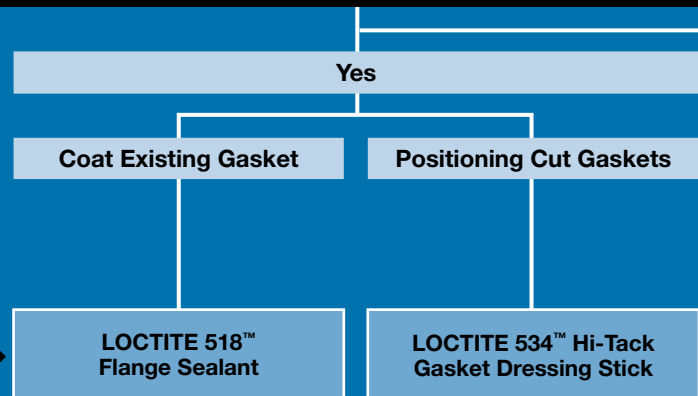 Yes
Coat Existing Gasket
Positioning Cut Gaskets
LOCTITE 518™
Flange Sealant
LOCTITE 534™ Hi-Tack
Gasket Dressing Stick